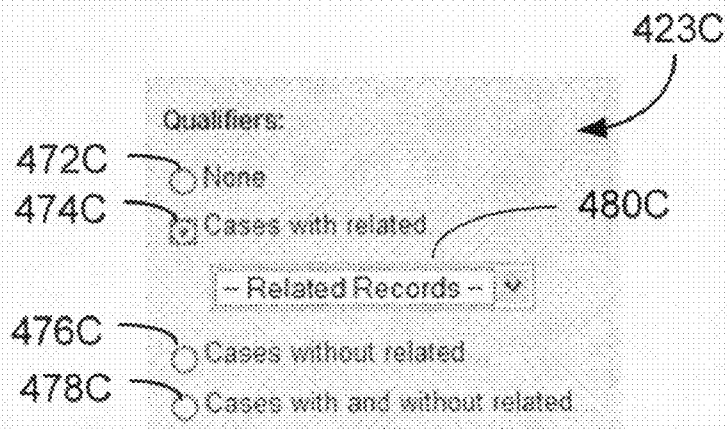 423C
Qualifiers:
472C
None
474C
Cases with related
480C
-- Related Records --
476C
Cases without related...
478C
Cases with and without related...